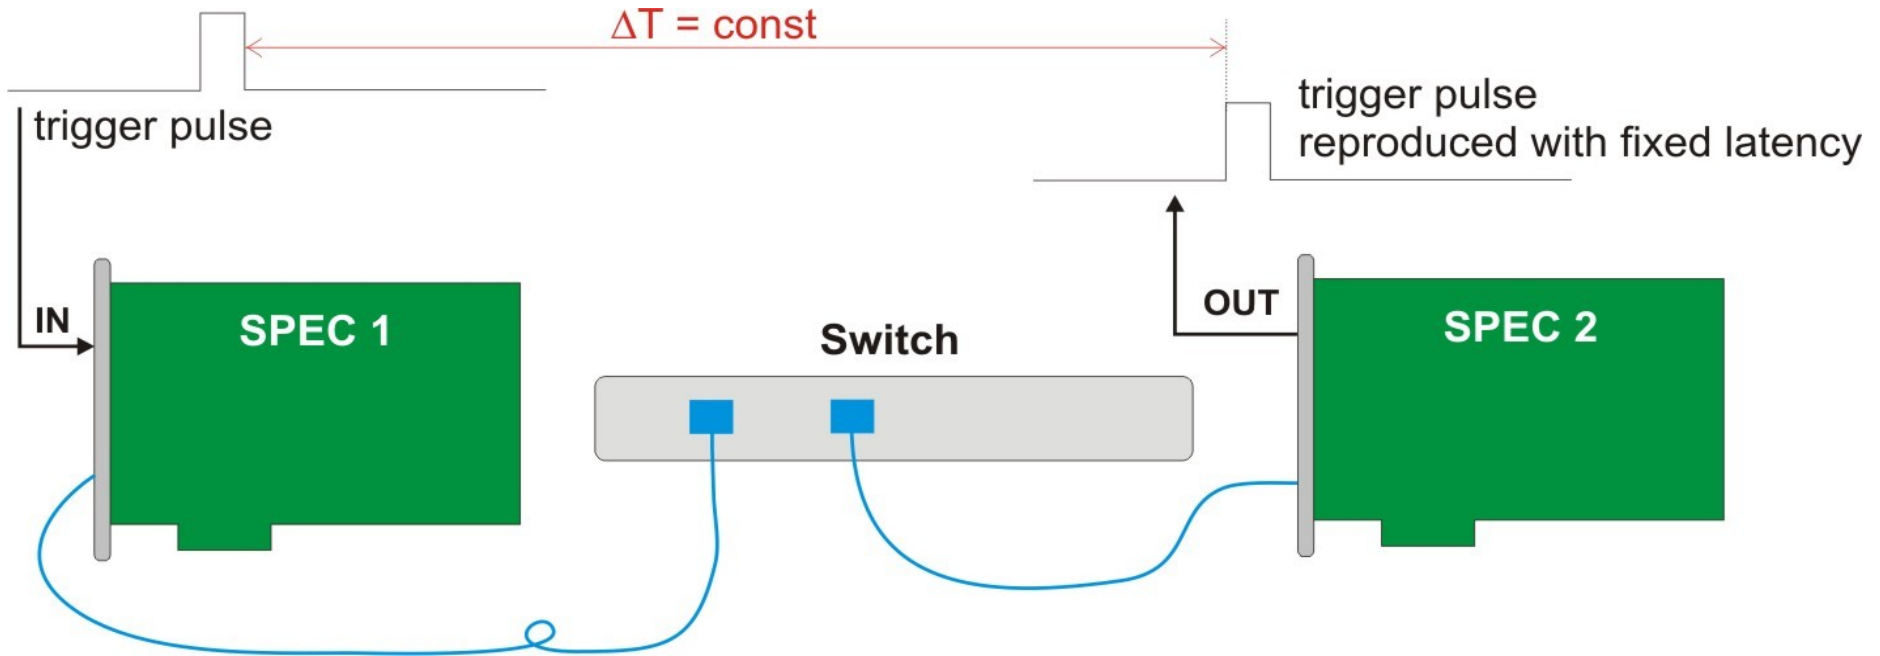 ΔT = const
trigger pulse
trigger pulse
reproduced with fixed latency
IN
SPEC 1
Switch
OUT
SPEC 2